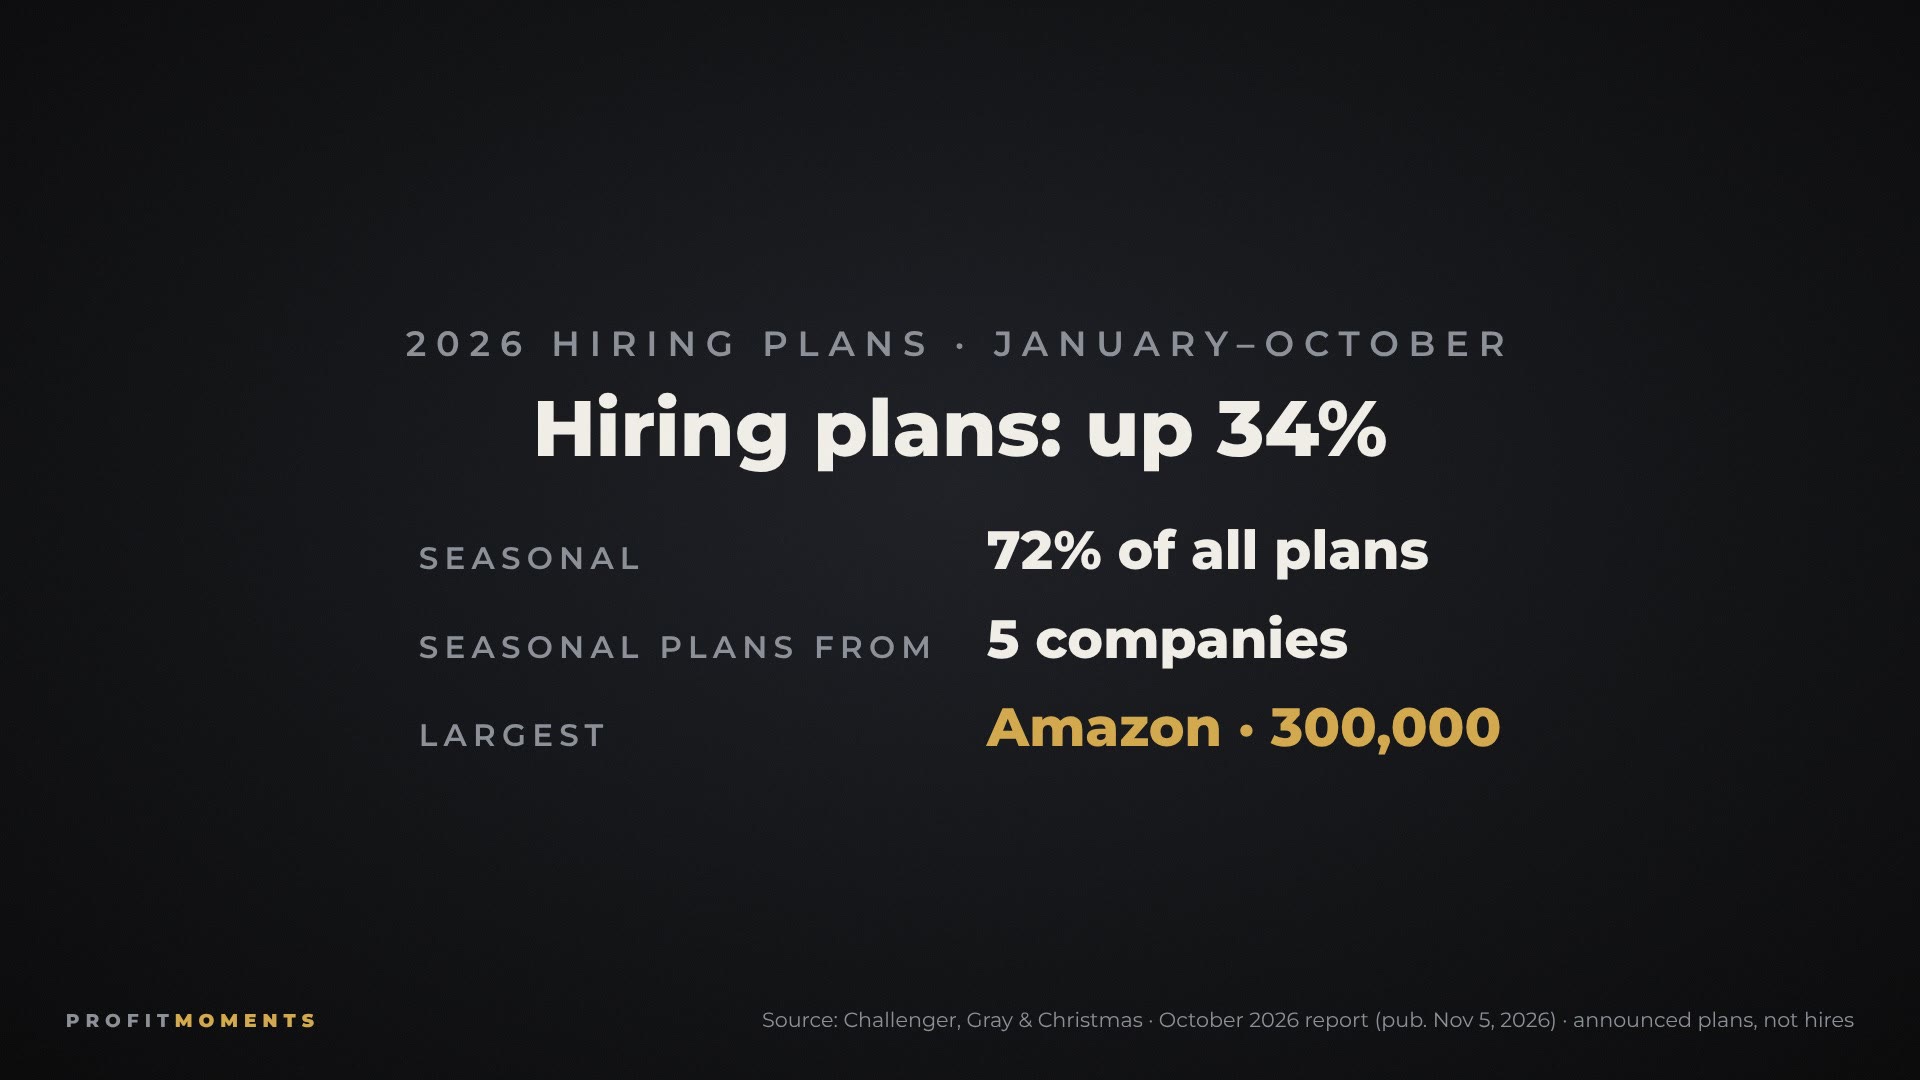 2026 HIRING PLANS · JANUARY–OCTOBER
Hiring plans: up 34%
SEASONAL 72% of all plans
SEASONAL PLANS FROM 5 companies
LARGEST Amazon · 300,000
PROFITMOMENTS
Source: Challenger, Gray & Christmas · October 2026 report (pub. Nov 5, 2026) · announced plans, not hires